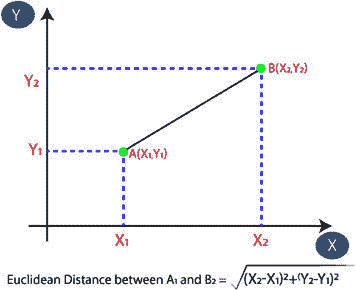 Y
Y₂
B(X₂,Y₂)
Y₁
A(X₁,Y₁)
X₁
X₂
X
Euclidean Distance between A₁ and B₂ = √(X₂-X₁)²+(Y₂-Y₁)²